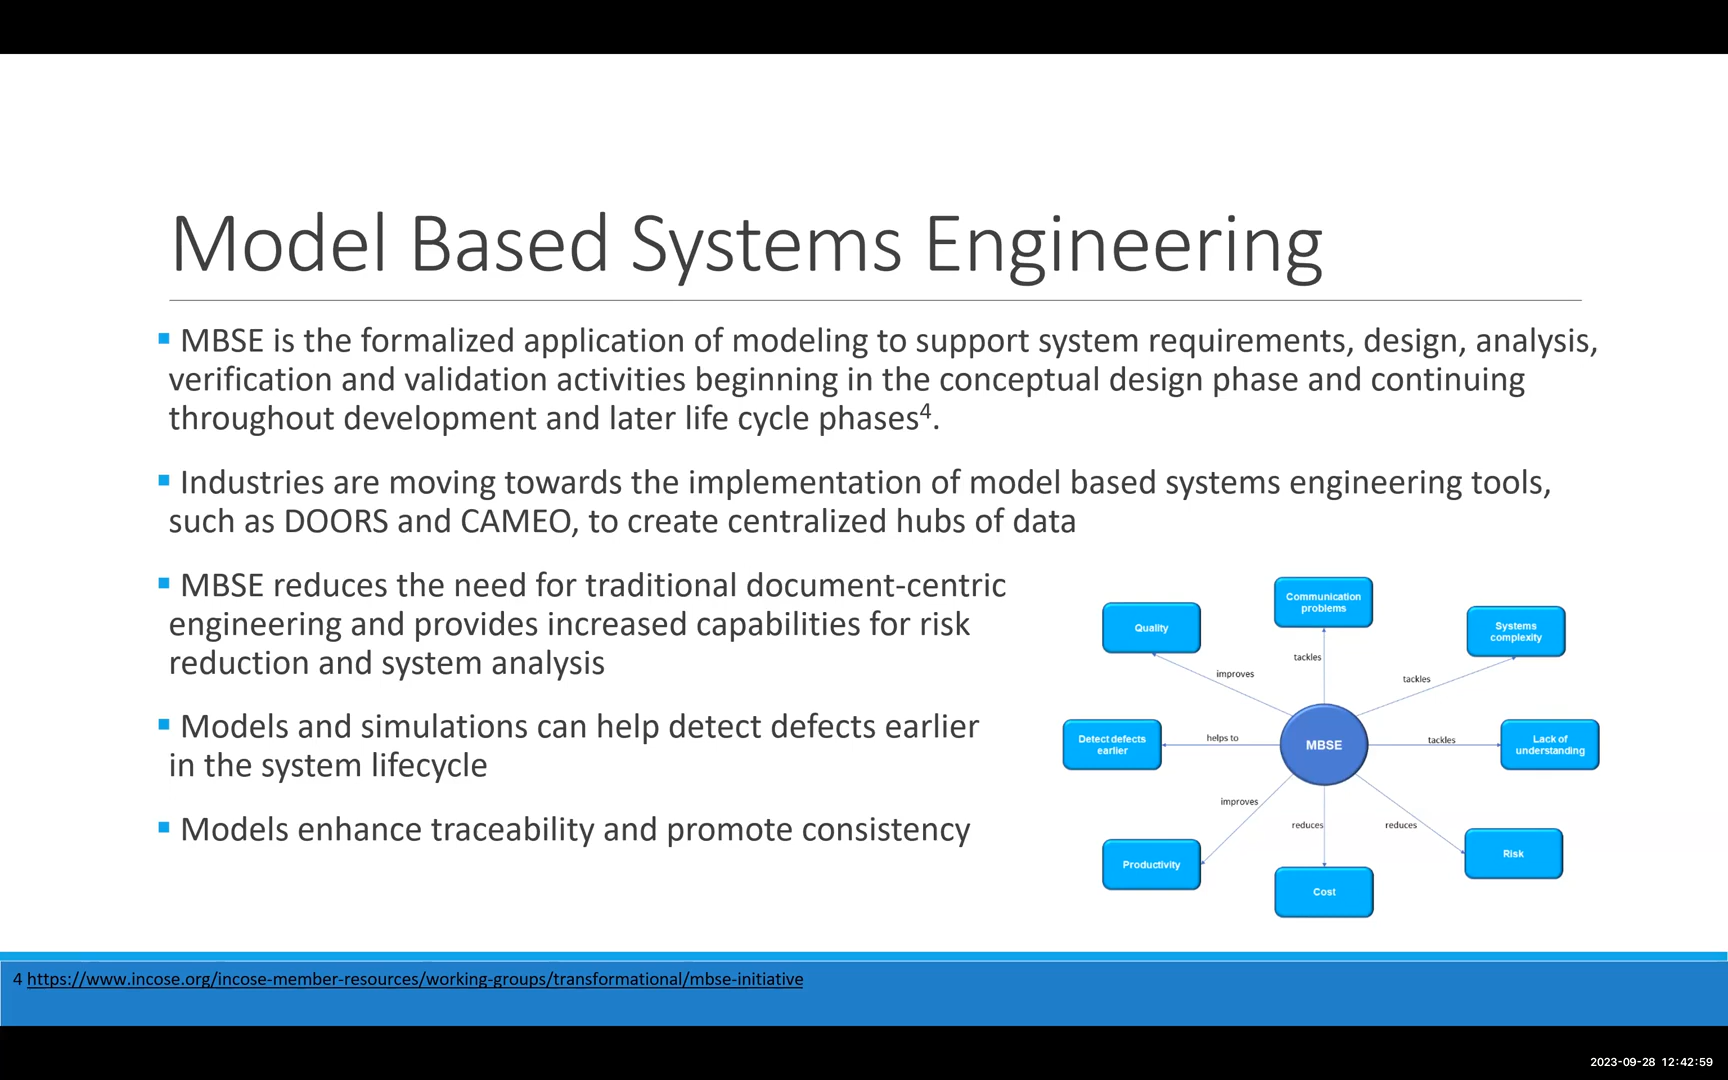 Model Based Systems Engineering
▪ MBSE is the formalized application of modeling to support system requirements, design, analysis,
verification and validation activities beginning in the conceptual design phase and continuing
throughout development and later life cycle phases⁴.
▪ Industries are moving towards the implementation of model based systems engineering tools,
such as DOORS and CAMEO, to create centralized hubs of data
▪ MBSE reduces the need for traditional document-centric
engineering and provides increased capabilities for risk
reduction and system analysis
▪ Models and simulations can help detect defects earlier
in the system lifecycle
▪ Models enhance traceability and promote consistency
Communication
problems
Quality
Systems
complexity
tackles
improves
tackles
Detect defects
earlier
helps to
MBSE
tackles
Lack of
understanding
improves
reduces
reduces
Productivity
Cost
Risk
4 https://www.incose.org/incose-member-resources/working-groups/transformational/mbse-initiative
2023-09-28 12:42:59